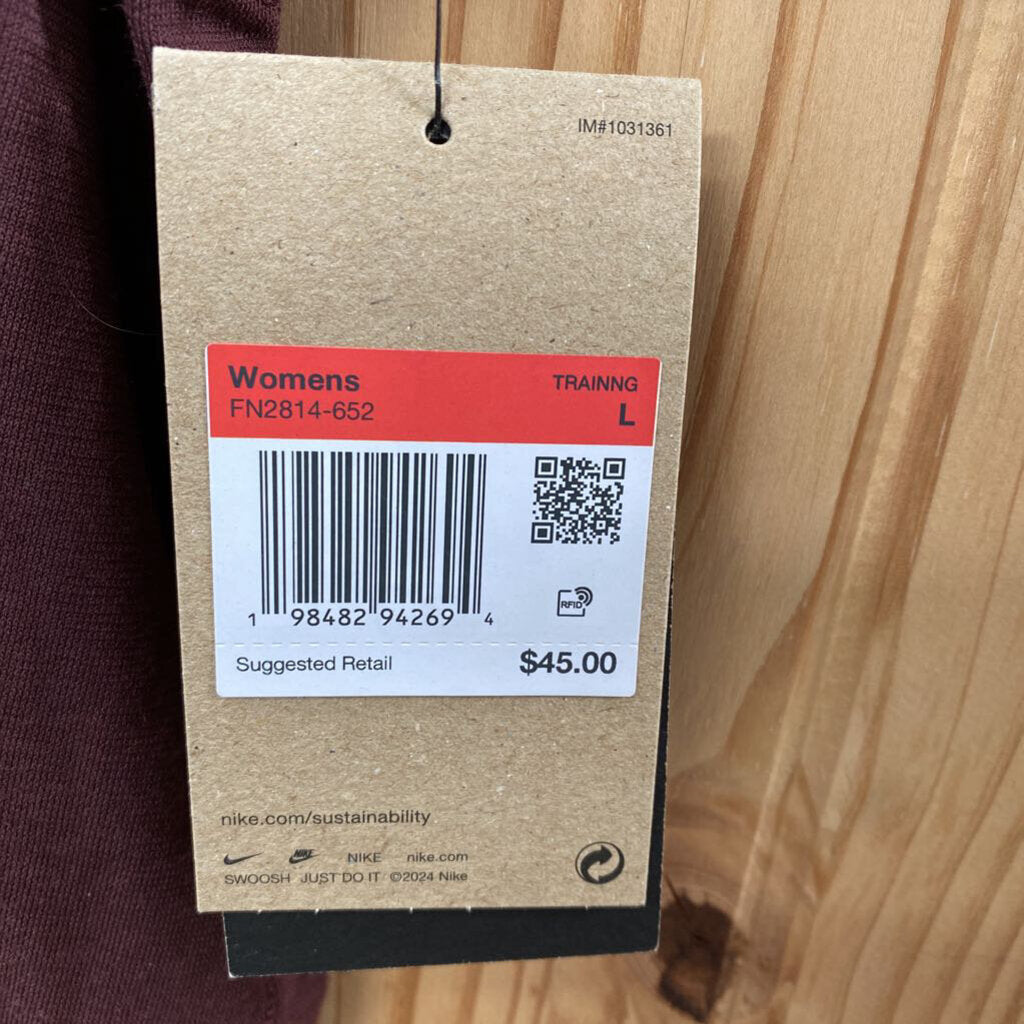 IM#1031361
Womens TRAINNG
FN2814-652 L
RFID
1 98482 94269 4
Suggested Retail $45.00
nike.com/sustainability
NIKE NIKE nike.com
SWOOSH JUST DO IT ©2024 Nike